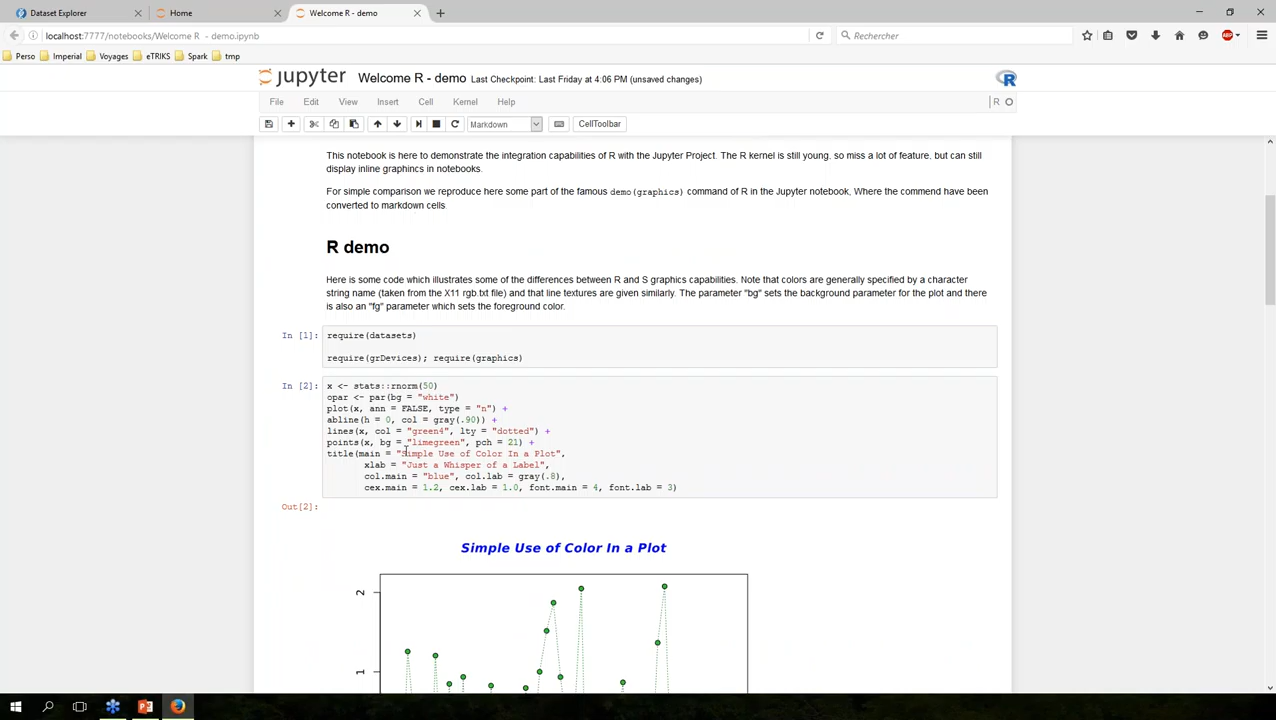 Dataset Explorer
Home
Welcome R - demo
localhost:7777/notebooks/Welcome R - demo.ipynb
Rechercher
ABP
Perso
Imperial
Voyages
eTRIKS
Spark
tmp
jupyter Welcome R - demo Last Checkpoint: Last Friday at 4:06 PM (unsaved changes)
File Edit View Insert Cell Kernel Help
R
Markdown
CellToolbar
This notebook is here to demonstrate the integration capabilities of R with the Jupyter Project. The R kernel is still young, so miss a lot of feature, but can still
display inline graphincs in notebooks.
For simple comparison we reproduce here some part of the famous demo(graphics) command of R in the Jupyter notebook, Where the commend have been
converted to markdown cells
R demo
Here is some code which illustrates some of the differences between R and S graphics capabilities. Note that colors are generally specified by a character
string name (taken from the X11 rgb.txt file) and that line textures are given similarly. The parameter "bg" sets the background parameter for the plot and there
is also an "fg" parameter which sets the foreground color.
In [1]: require(datasets)
require(grDevices); require(graphics)
In [2]: x <- stats::rnorm(50)
opar <- par(bg = "white")
plot(x, ann = FALSE, type = "n") +
abline(h = 0, col = gray(.90)) +
lines(x, col = "green4", lty = "dotted") +
points(x, bg = "limegreen", pch = 21) +
title(main = "Simple Use of Color In a Plot",
xlab = "Just a Whisper of a Label",
col.main = "blue", col.lab = gray(.8),
cex.main = 1.2, cex.lab = 1.0, font.main = 4, font.lab = 3)
Out[2]:
Simple Use of Color In a Plot
2
1